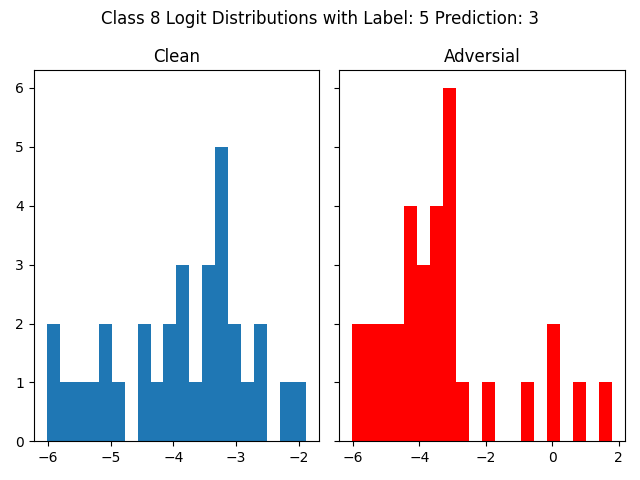 Class 8 Logit Distributions with Label: 5 Prediction: 3
Clean
Adversial
6
5
4
3
2
1
0
−6 −5 −4 −3 −2
−6 −4 −2 0 2